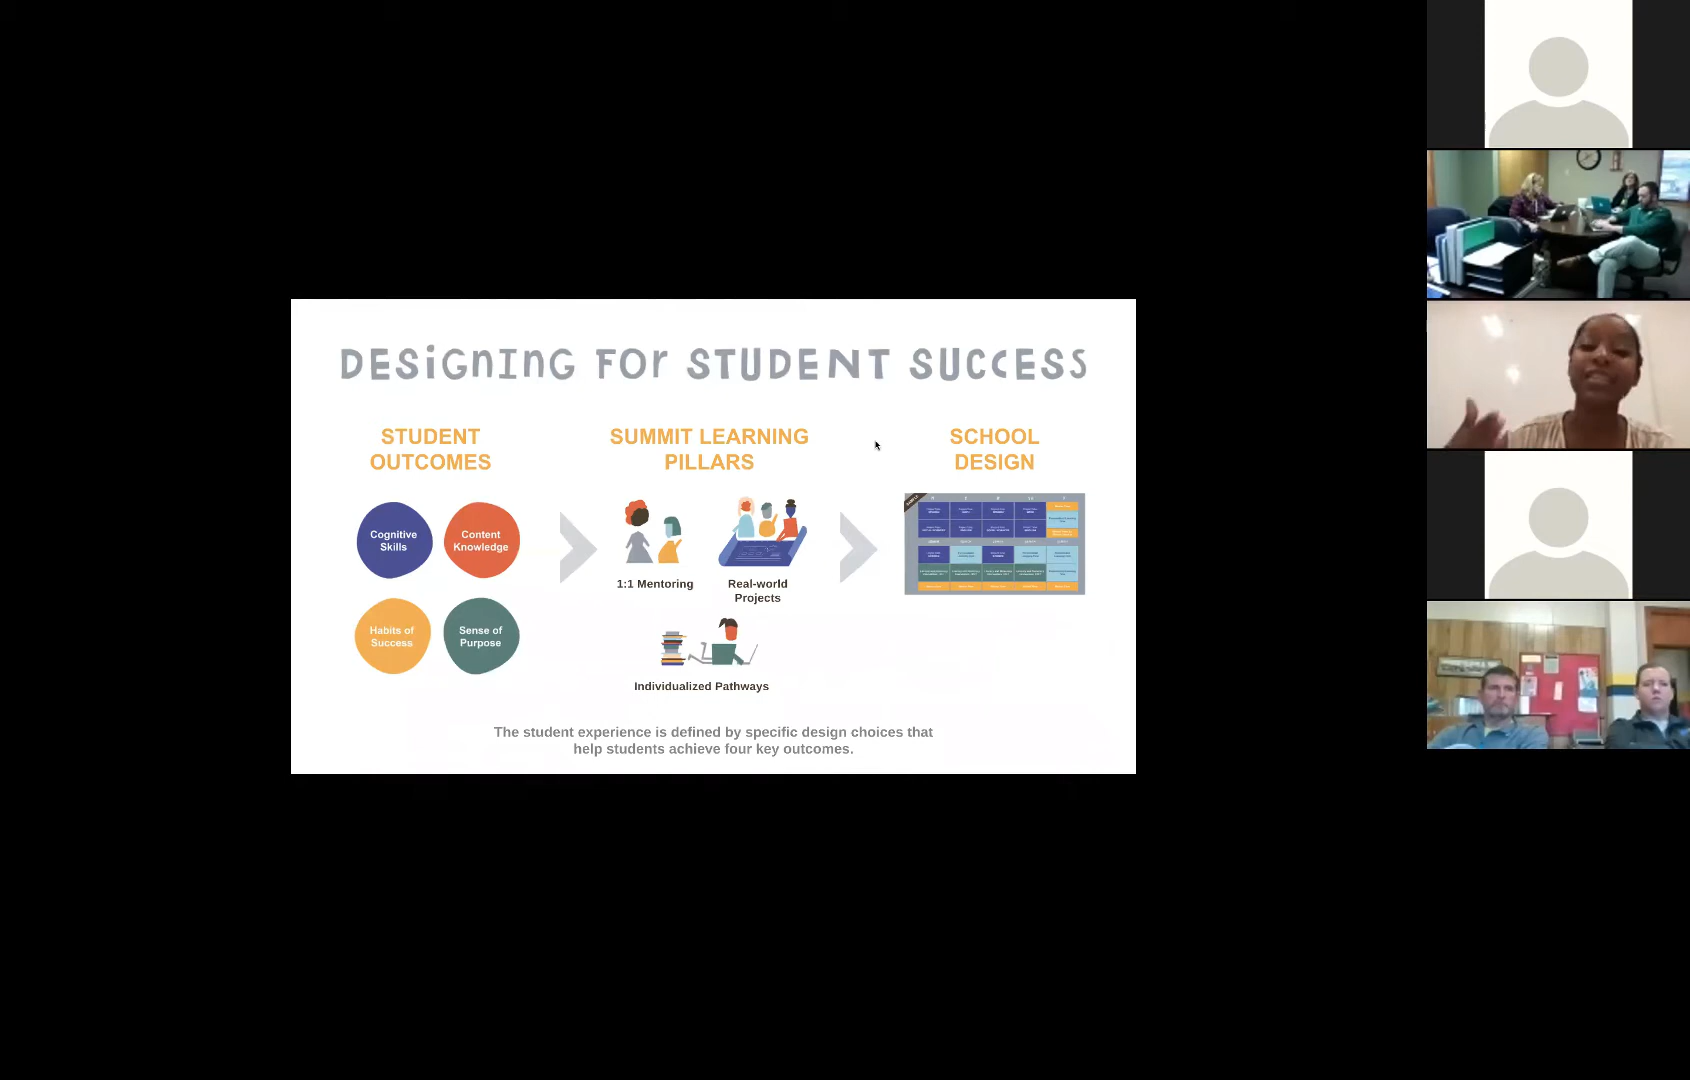 DESIGNING FOR STUDENT SUCCESS
STUDENT
OUTCOMES
Cognitive
Skills
Content
Knowledge
Habits of
Success
Sense of
Purpose
SUMMIT LEARNING
PILLARS
1:1 Mentoring
Real-world
Projects
Individualized Pathways
SCHOOL
DESIGN
The student experience is defined by specific design choices that
help students achieve four key outcomes.